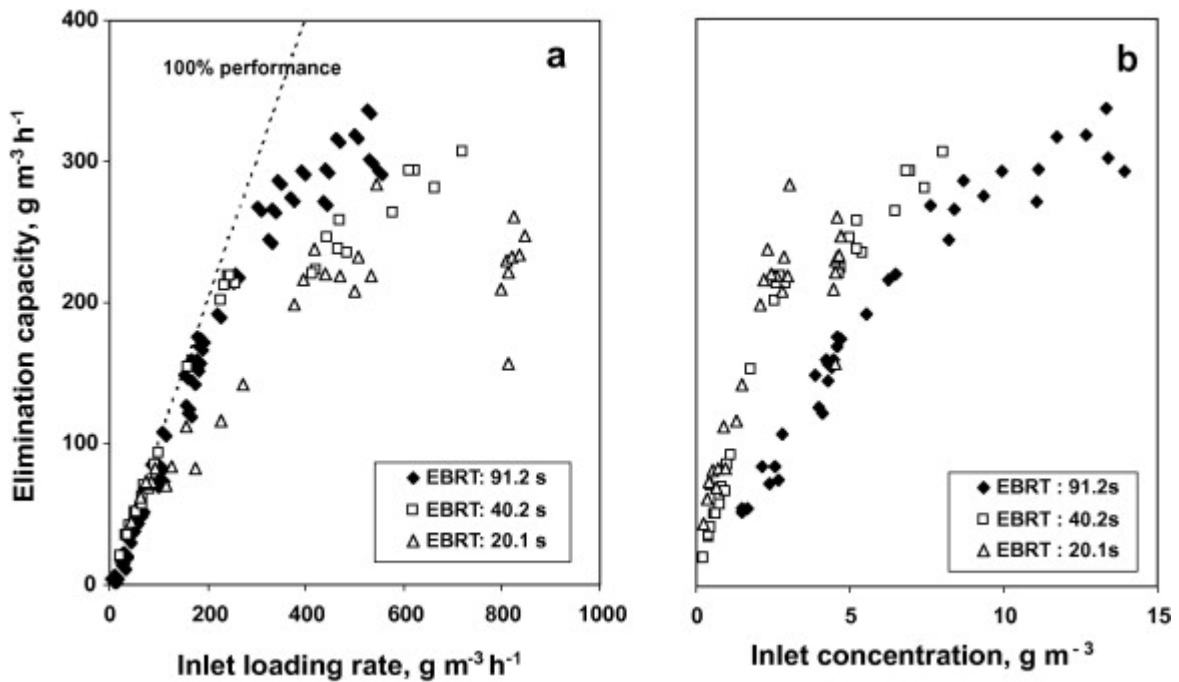 400
300
200
100
0
Elimination capacity, g m⁻³ h⁻¹
100% performance
a
◆ EBRT: 91.2 s
□ EBRT: 40.2 s
△ EBRT: 20.1 s
0 200 400 600 800 1000
Inlet loading rate, g m⁻³ h⁻¹
b
◆ EBRT : 91.2s
□ EBRT : 40.2s
△ EBRT : 20.1s
0 5 10 15
Inlet concentration, g m⁻³